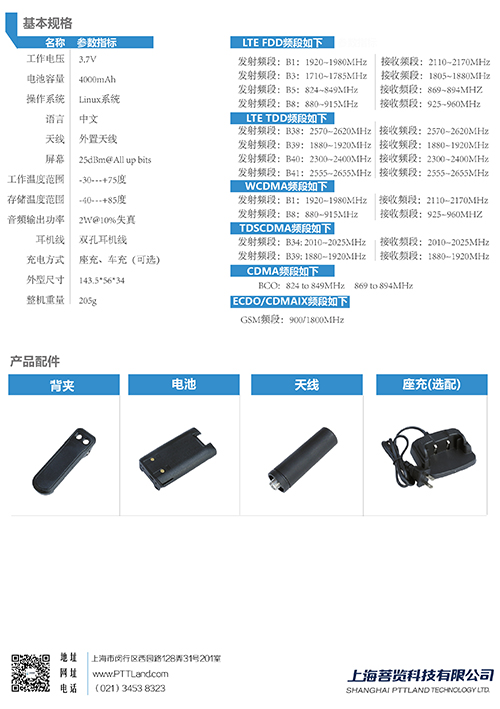 基本规格
名称 参数指标
工作电压 3.7V
电池容量 4000mAh
操作系统 Linux系统
语言 中文
天线 外置天线
屏幕 25dBm@All up bits
工作温度范围 -30---+75度
存储温度范围 -40---+85度
音频输出功率 2W@10%失真
耳机线 双孔耳机线
充电方式 座充、车充（可选）
外型尺寸 143.5*56*34
整机重量 205g
LTE FDD频段如下
发射频段：B1：1920~1980MHz 接收频段：2110~2170MHz
发射频段：B3：1710~1785MHz 接收频段：1805~1880MHz
发射频段：B5：824~849MHz 接收频段：869~894MHZ
发射频段：B8：880~915MHz 接收频段：925~960MHz
LTE TDD频段如下
发射频段：B38：2570~2620MHz 接收频段：2570~2620MHz
发射频段：B39：1880~1920MHz 接收频段：1880~1920MHz
发射频段：B40：2300~2400MHz 接收频段：2300~2400MHz
发射频段：B41：2555~2655MHz 接收频段：2555~2655MHz
WCDMA频段如下
发射频段：B1：1920~1980MHz 接收频段：2110~2170MHz
发射频段：B8：880~915MHz 接收频段：925~960MHZ
TDSCDMA频段如下
发射频段：B34: 2010~2025MHz 接收频段：2010~2025MHz
发射频段：B39: 1880~1920MHz 接收频段：1880~1920MHz
CDMA频段如下
BCO：824 to 849MHz 869 to 894MHz
ECDO/CDMAIX频段如下
GSM频段：900/1800MHz
产品配件
背夹 电池 天线 座充(选配)
地址 上海市闵行区西园路128弄31号201室
网址 www.PTTLand.com
电话 (021) 3453 8323
上海菩览科技有限公司
SHANGHAI PTTLAND TECHNOLOGY LTD.